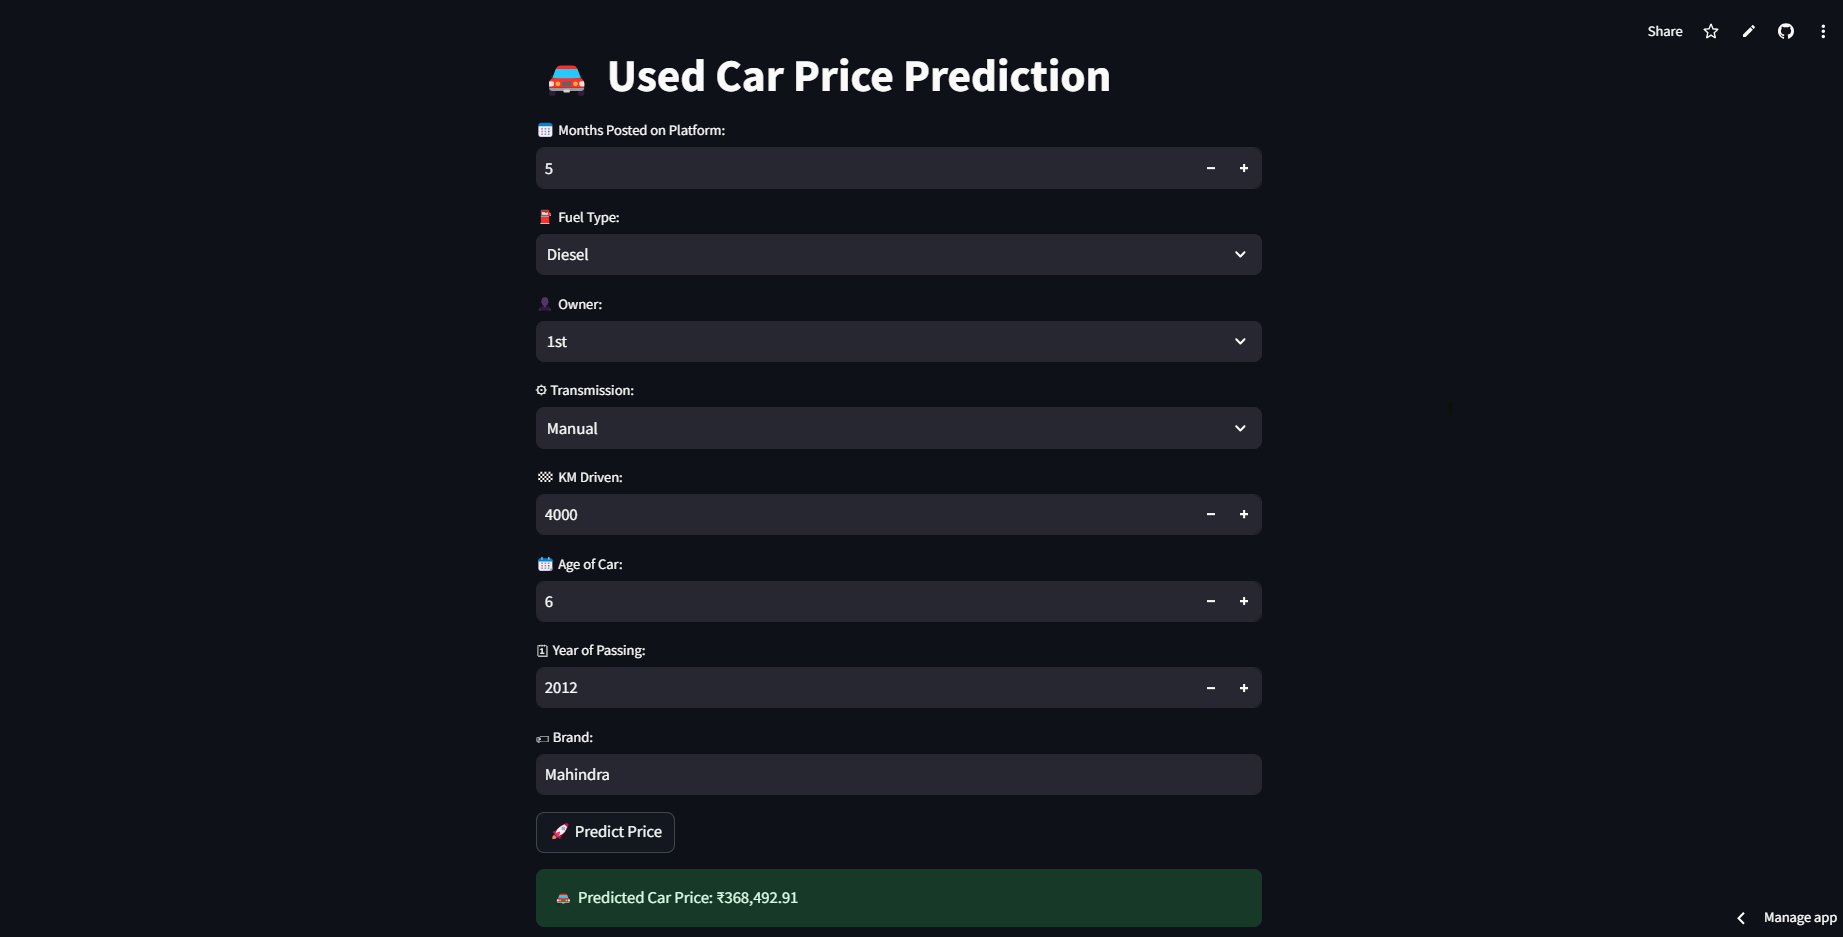 Share
Used Car Price Prediction
Months Posted on Platform:
5
Fuel Type:
Diesel
Owner:
1st
Transmission:
Manual
KM Driven:
4000
Age of Car:
6
Year of Passing:
2012
Brand:
Mahindra
Predict Price
Predicted Car Price: ₹368,492.91
Manage app